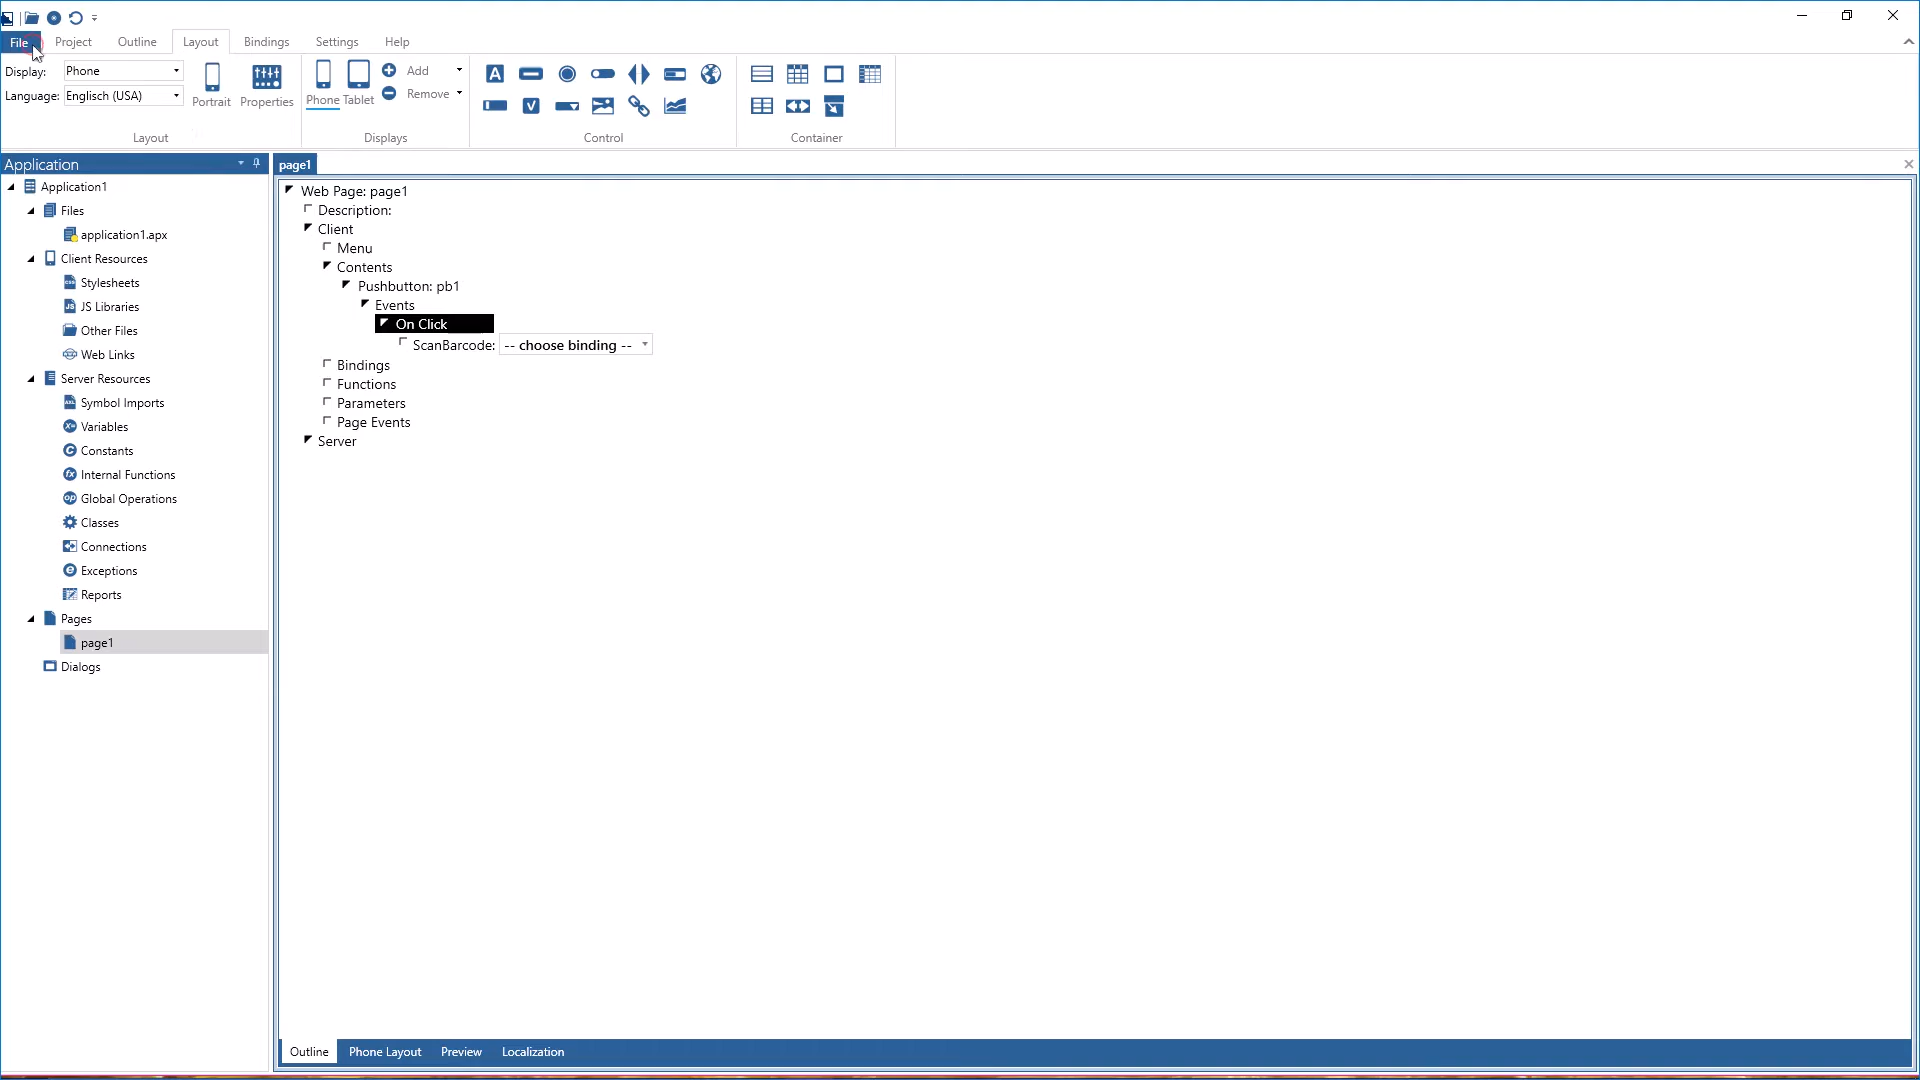 File Project Outline Layout Bindings Settings Help
Display: Phone
Language: Englisch (USA)
Portrait Properties
Phone Tablet
Add
Remove
Layout Displays Control Container
Application
page1
Application1
Files
application1.apx
Client Resources
Stylesheets
JS Libraries
Other Files
Web Links
Server Resources
Symbol Imports
Variables
Constants
Internal Functions
Global Operations
Classes
Connections
Exceptions
Reports
Pages
page1
Dialogs
Web Page: page1
Description:
Client
Menu
Contents
Pushbutton: pb1
Events
On Click
ScanBarcode: -- choose binding --
Bindings
Functions
Parameters
Page Events
Server
Outline Phone Layout Preview Localization